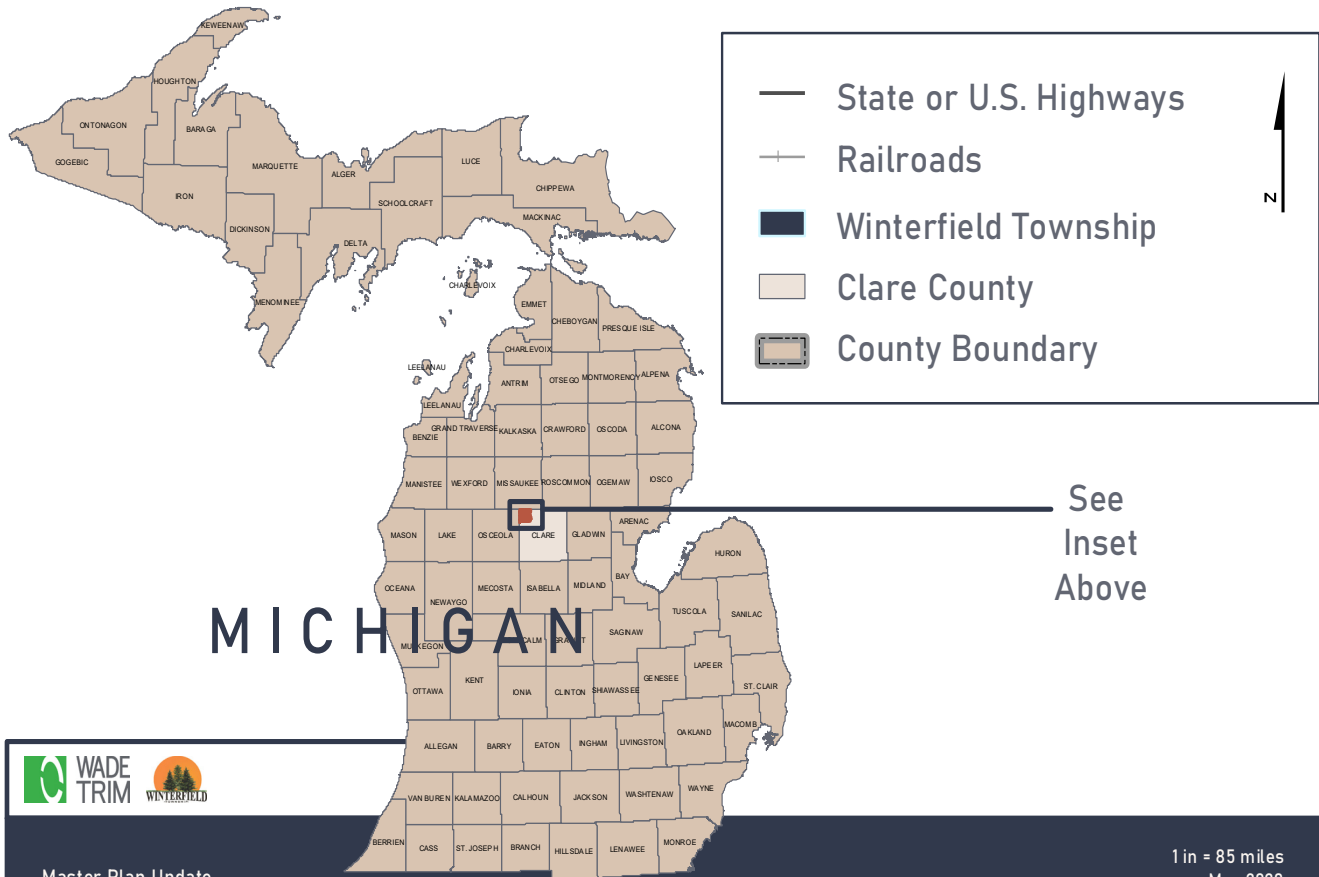 KEWEENAW
HOUGHTON
ONTONAGON
BARAGA
GOGEBIC
MARQUETTE
ALGER
LUCE
IRON
SCHOOLCRAFT
CHIPPEWA
MACKINAC
DICKINSON
DELTA
MENOMINEE
State or U.S. Highways
Railroads
Winterfield Township
Clare County
County Boundary
N
CHARLEVOIX
EMMET
CHEBOYGAN
PRESQUE ISLE
CHARLEVOIX
LEELANAU
ANTRIM
OTSEGO
MONTMORENCY
ALPENA
LEELANAU
BENZIE
GRAND TRAVERSE
KALKASKA
CRAWFORD
OSCODA
ALCONA
MANISTEE
WEXFORD
MISSAUKEE
ROSCOMMON
OGEMAW
IOSCO
See
Inset
Above
MASON
LAKE
OSCEOLA
CLARE
GLADWIN
ARENAC
HURON
OCEANA
NEWAYGO
MECOSTA
ISABELLA
MIDLAND
BAY
TUSCOLA
SANILAC
MICHIGAN
MUSKEGON
SAGINAW
KENT
GENESEE
LAPEER
OTTAWA
IONIA
CLINTON
SHIAWASSEE
ST. CLAIR
ALLEGAN
BARRY
EATON
INGHAM
LIVINGSTON
OAKLAND
MACOMB
WADE
TRIM
WINTERFIELD
VAN BUREN
KALAMAZOO
CALHOUN
JACKSON
WASHTENAW
WAYNE
BERRIEN
CASS
ST. JOSEPH
BRANCH
HILLSDALE
LENAWEE
MONROE
1 in = 85 miles
Master Plan Update